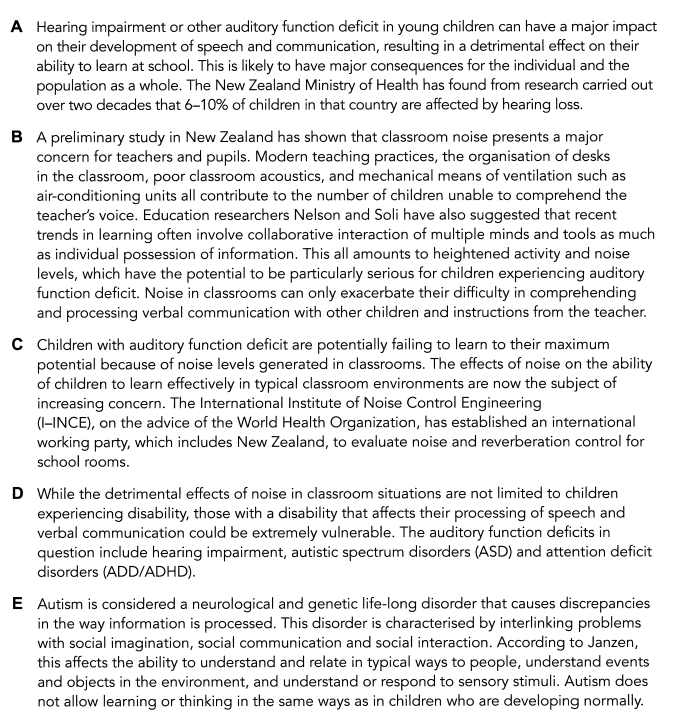 A Hearing impairment or other auditory function deficit in young children can have a major impact
on their development of speech and communication, resulting in a detrimental effect on their
ability to learn at school. This is likely to have major consequences for the individual and the
population as a whole. The New Zealand Ministry of Health has found from research carried out
over two decades that 6–10% of children in that country are affected by hearing loss.
B A preliminary study in New Zealand has shown that classroom noise presents a major
concern for teachers and pupils. Modern teaching practices, the organisation of desks
in the classroom, poor classroom acoustics, and mechanical means of ventilation such as
air-conditioning units all contribute to the number of children unable to comprehend the
teacher's voice. Education researchers Nelson and Soli have also suggested that recent
trends in learning often involve collaborative interaction of multiple minds and tools as much
as individual possession of information. This all amounts to heightened activity and noise
levels, which have the potential to be particularly serious for children experiencing auditory
function deficit. Noise in classrooms can only exacerbate their difficulty in comprehending
and processing verbal communication with other children and instructions from the teacher.
C Children with auditory function deficit are potentially failing to learn to their maximum
potential because of noise levels generated in classrooms. The effects of noise on the ability
of children to learn effectively in typical classroom environments are now the subject of
increasing concern. The International Institute of Noise Control Engineering
(I–INCE), on the advice of the World Health Organization, has established an international
working party, which includes New Zealand, to evaluate noise and reverberation control for
school rooms.
D While the detrimental effects of noise in classroom situations are not limited to children
experiencing disability, those with a disability that affects their processing of speech and
verbal communication could be extremely vulnerable. The auditory function deficits in
question include hearing impairment, autistic spectrum disorders (ASD) and attention deficit
disorders (ADD/ADHD).
E Autism is considered a neurological and genetic life-long disorder that causes discrepancies
in the way information is processed. This disorder is characterised by interlinking problems
with social imagination, social communication and social interaction. According to Janzen,
this affects the ability to understand and relate in typical ways to people, understand events
and objects in the environment, and understand or respond to sensory stimuli. Autism does
not allow learning or thinking in the same ways as in children who are developing normally.